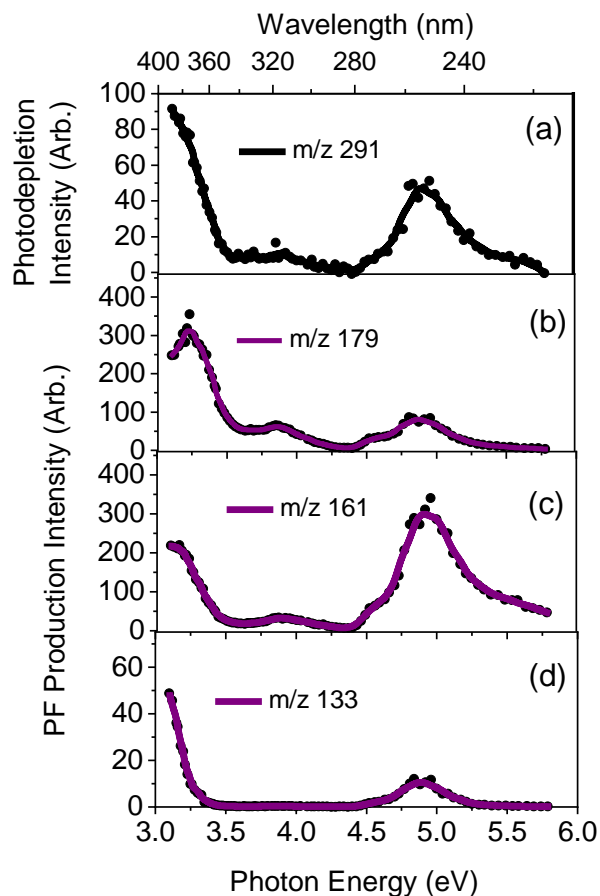 Wavelength (nm)
400 360 320 280 240
Photodepletion
Intensity (Arb.)
100
80
60
40
20
0
(a)
m/z 291
PF Production Intensity (Arb.)
400
300
200
100
0
(b)
m/z 179
400
300
200
100
0
(c)
m/z 161
60
40
20
0
(d)
m/z 133
3.0 3.5 4.0 4.5 5.0 5.5 6.0
Photon Energy (eV)